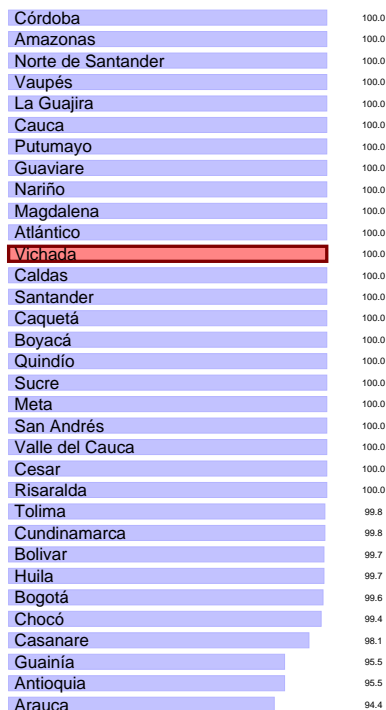 Córdoba 100.0
Amazonas 100.0
Norte de Santander 100.0
Vaupés 100.0
La Guajira 100.0
Cauca 100.0
Putumayo 100.0
Guaviare 100.0
Nariño 100.0
Magdalena 100.0
Atlántico 100.0
Vichada 100.0
Caldas 100.0
Santander 100.0
Caquetá 100.0
Boyacá 100.0
Quindío 100.0
Sucre 100.0
Meta 100.0
San Andrés 100.0
Valle del Cauca 100.0
Cesar 100.0
Risaralda 100.0
Tolima 99.8
Cundinamarca 99.8
Bolivar 99.7
Huila 99.7
Bogotá 99.6
Chocó 99.4
Casanare 98.1
Guainía 95.5
Antioquia 95.5
Arauca 94.4